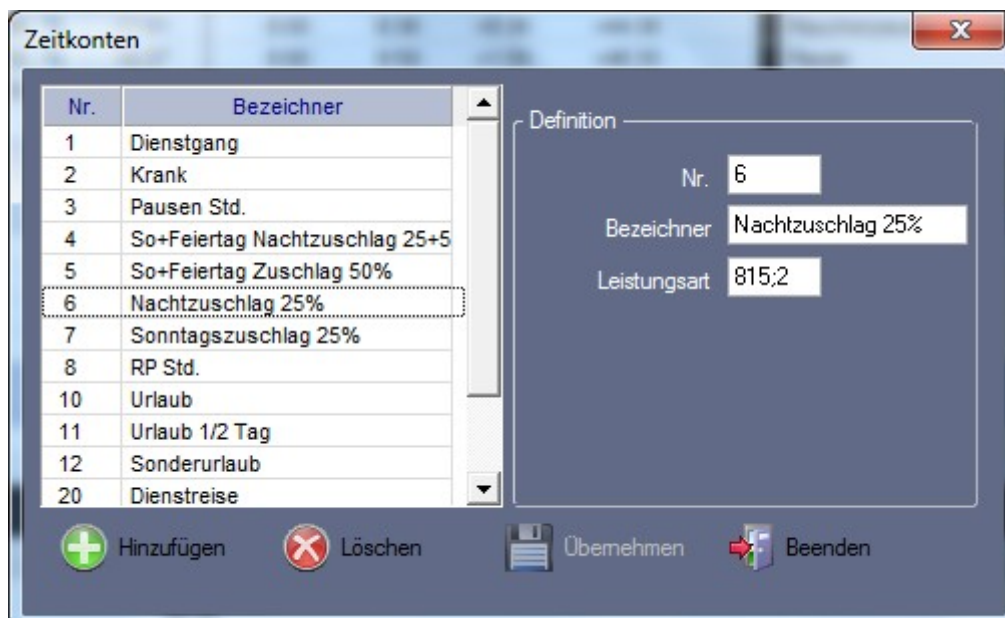 Zeitkonten
Nr. Bezeichner
1 Dienstgang
2 Krank
3 Pausen Std.
4 So+Feiertag Nachtzuschlag 25+5
5 So+Feiertag Zuschlag 50%
6 Nachtzuschlag 25%
7 Sonntagszuschlag 25%
8 RP Std.
10 Urlaub
11 Urlaub 1/2 Tag
12 Sonderurlaub
20 Dienstreise
Definition
Nr. 6
Bezeichner Nachtzuschlag 25%
Leistungsart 815;2
Hinzufügen Löschen Übernehmen Beenden